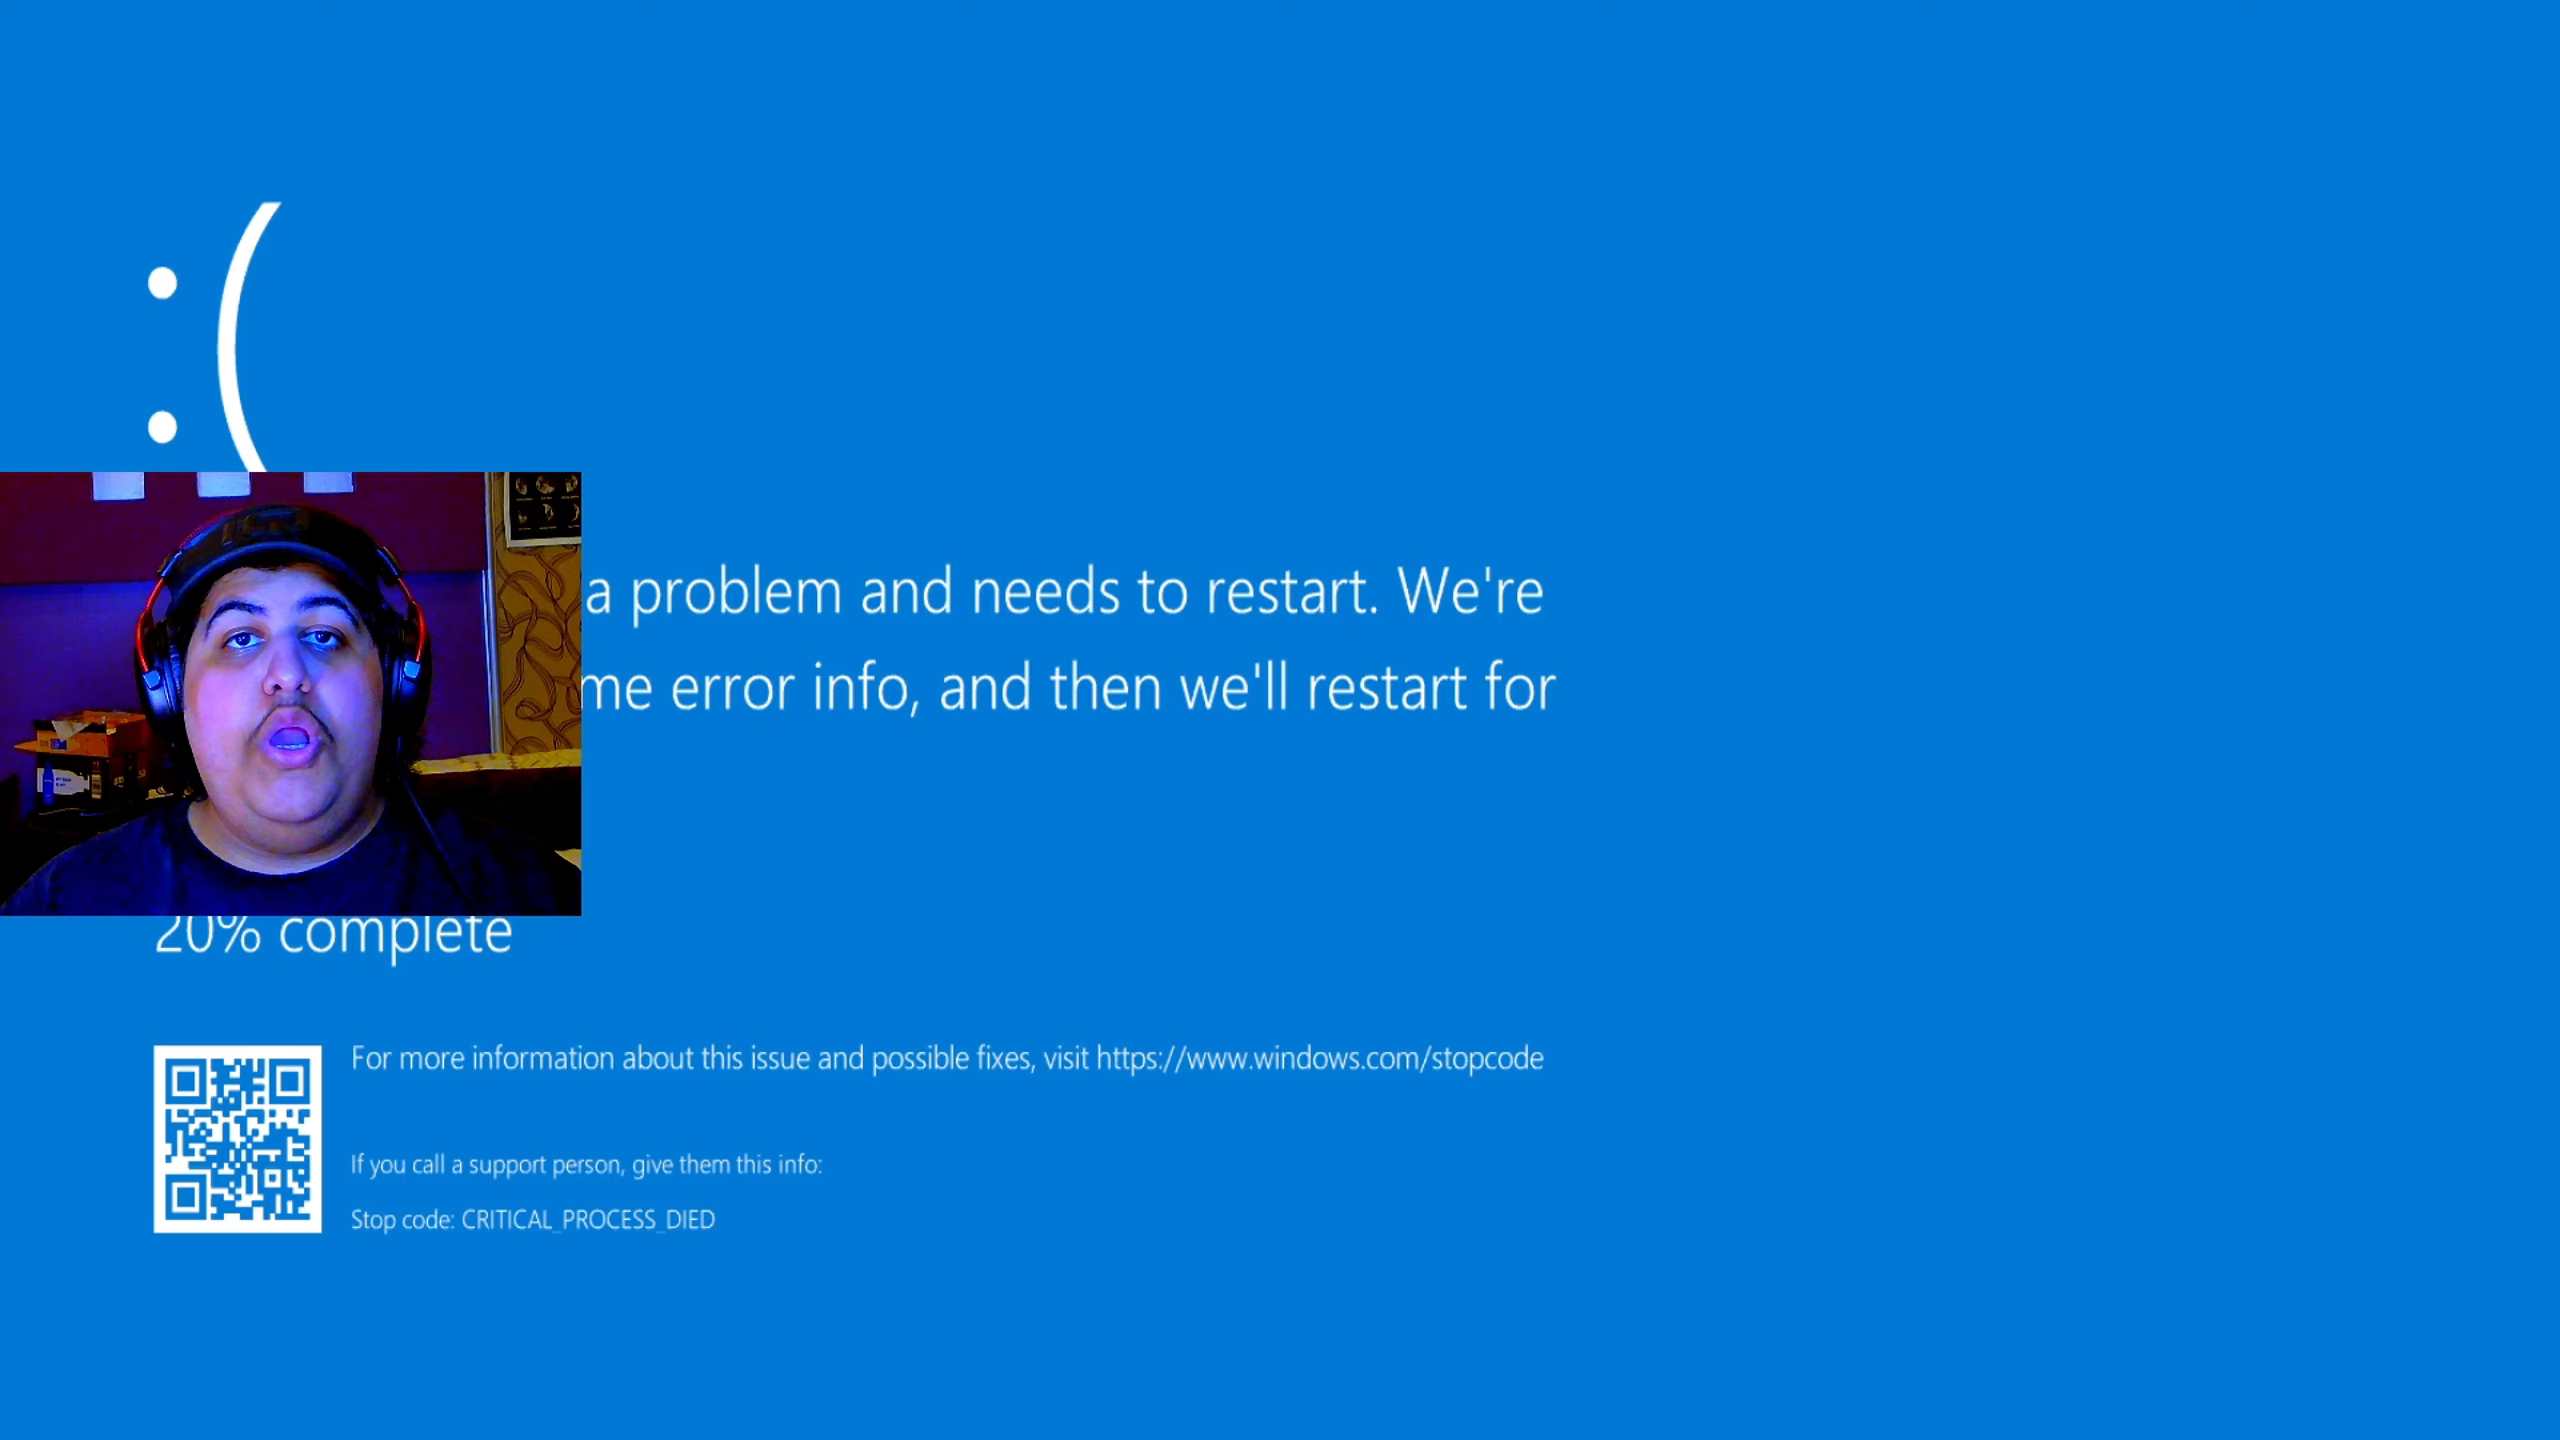 :(
a problem and needs to restart. We're
me error info, and then we'll restart for
20% complete
For more information about this issue and possible fixes, visit https://www.windows.com/stopcode
If you call a support person, give them this info:
Stop code: CRITICAL_PROCESS_DIED